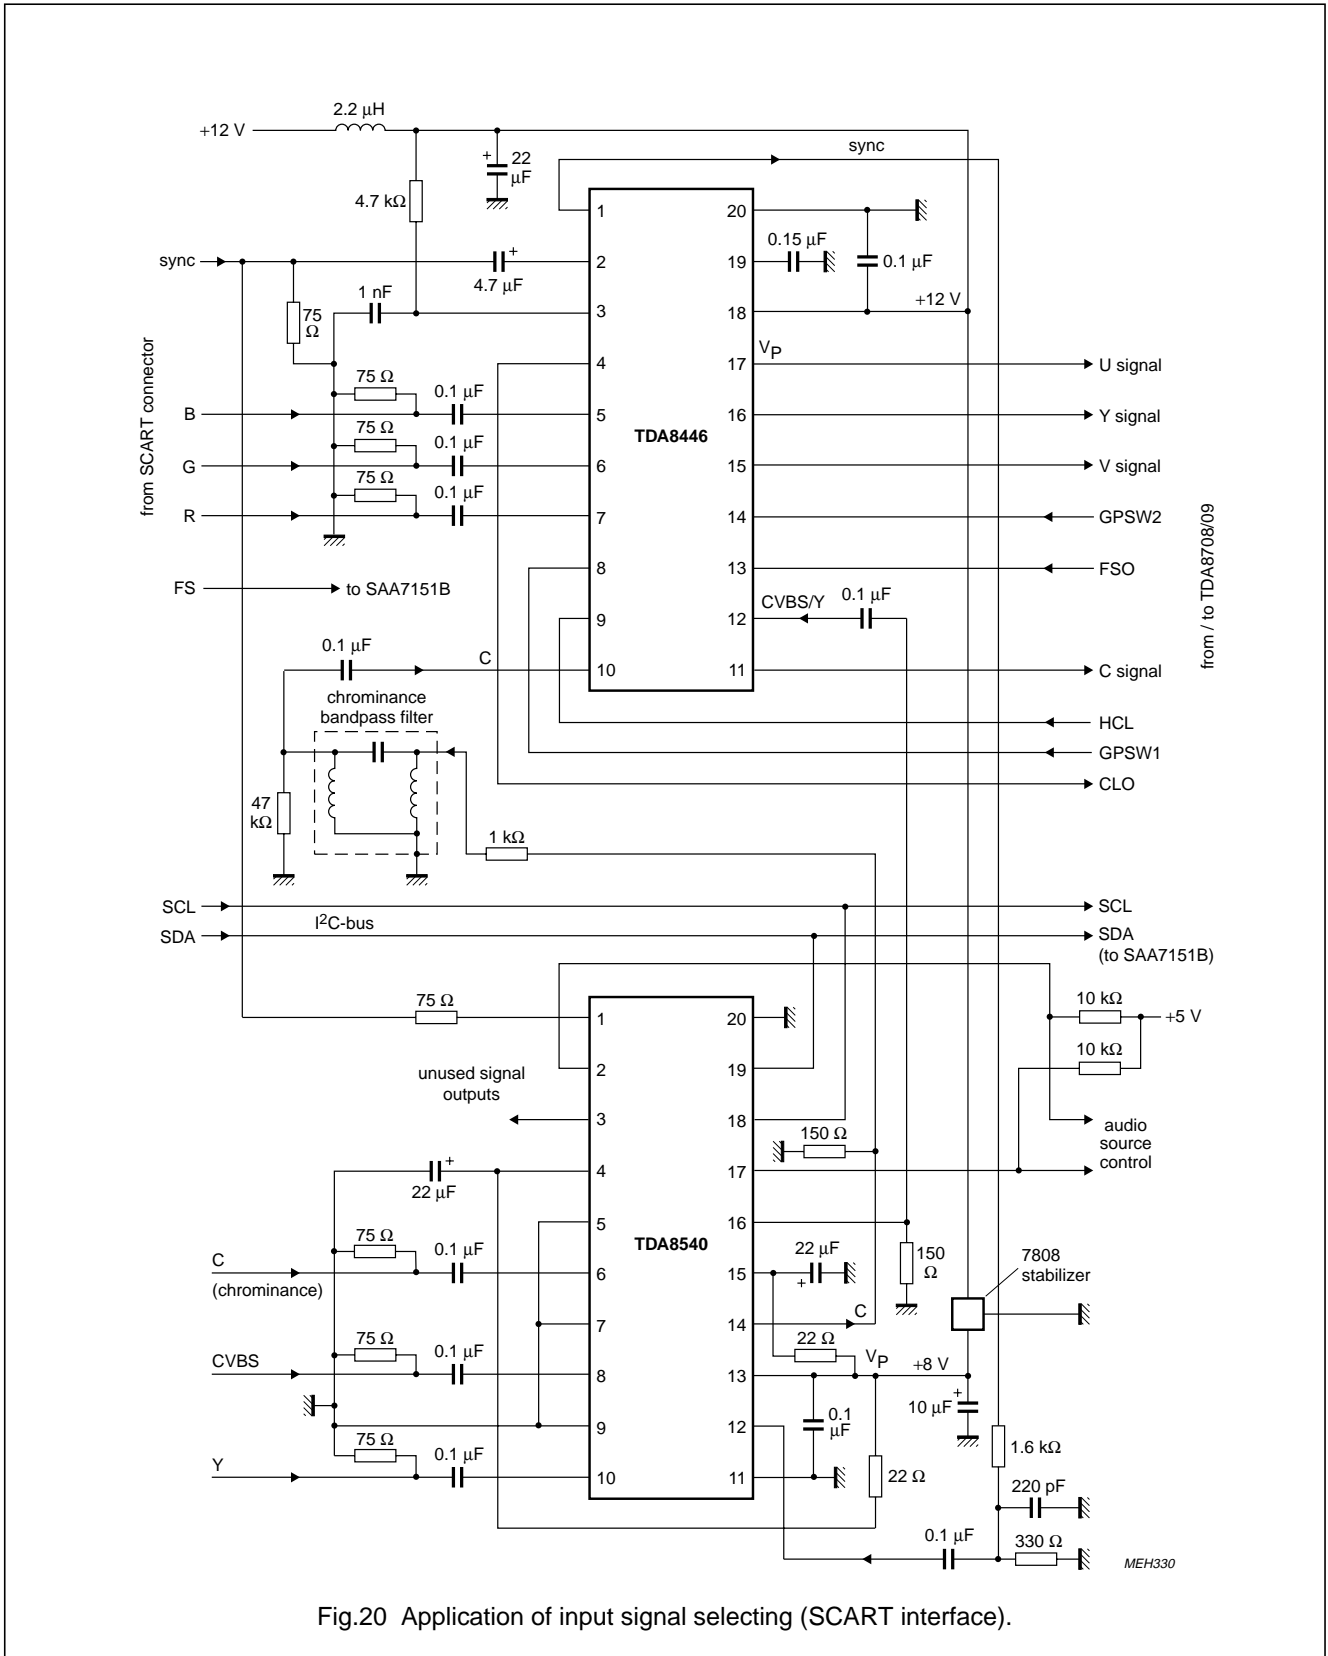 2.2 μH
+12 V
sync
+ 22
μF
4.7 kΩ
1
20
0.15 μF
sync
+
4.7 μF
2
19
0.1 μF
1 nF
75
Ω
3
18
+12 V
from SCART connector
4
VP
17
U signal
75 Ω
0.1 μF
B
5
16
Y signal
TDA8446
75 Ω
0.1 μF
G
6
15
V signal
75 Ω
0.1 μF
R
7
14
GPSW2
from / to TDA8708/09
8
13
FSO
FS
to SAA7151B
CVBS/Y
0.1 μF
9
12
0.1 μF
C
10
11
C signal
chrominance
bandpass filter
HCL
GPSW1
CLO
47
kΩ
1 kΩ
SCL
SCL
I2C-bus
SDA
SDA
(to SAA7151B)
75 Ω
10 kΩ
1
20
+5 V
10 kΩ
2
19
unused signal
outputs
3
18
audio
source
control
150 Ω
+
22 μF
4
17
5
16
TDA8540
75 Ω
0.1 μF
22 μF
+
150
Ω
7808
stabilizer
C
(chrominance)
6
15
7
14
C
75 Ω
0.1 μF
22 Ω
VP
+8 V
CVBS
8
13
+
10 μF
0.1
μF
9
12
75 Ω
0.1 μF
1.6 kΩ
Y
10
11
22 Ω
220 pF
0.1 μF
330 Ω
MEH330
Fig.20 Application of input signal selecting (SCART interface).